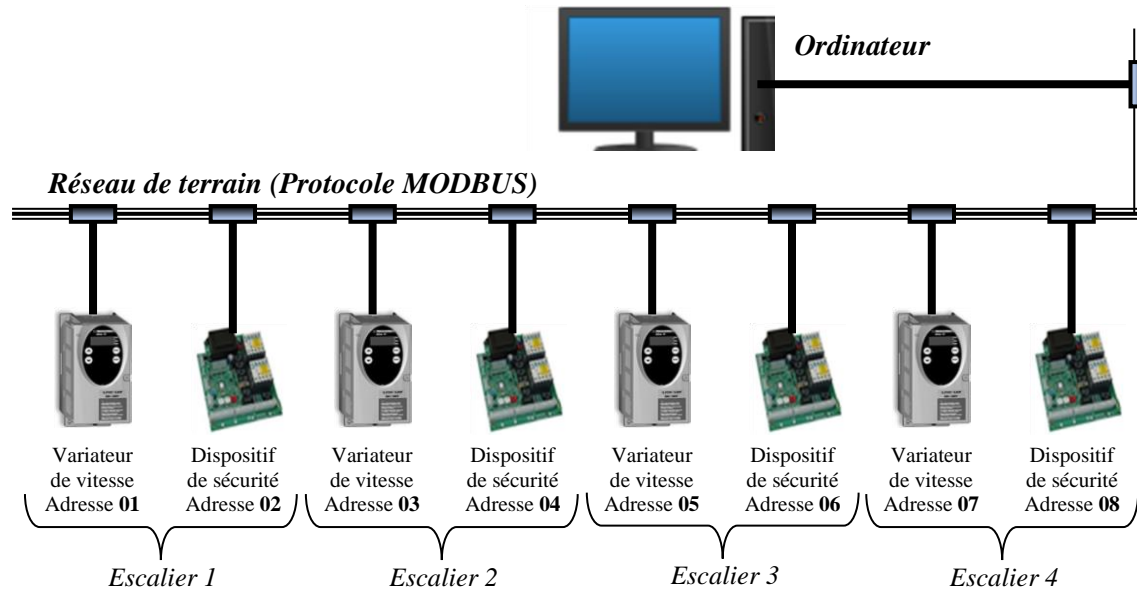 Ordinateur
Réseau de terrain (Protocole MODBUS)
Variateur
de vitesse
Adresse 01
Dispositif
de sécurité
Adresse 02
Variateur
de vitesse
Adresse 03
Dispositif
de sécurité
Adresse 04
Variateur
de vitesse
Adresse 05
Dispositif
de sécurité
Adresse 06
Variateur
de vitesse
Adresse 07
Dispositif
de sécurité
Adresse 08
Escalier 1
Escalier 2
Escalier 3
Escalier 4